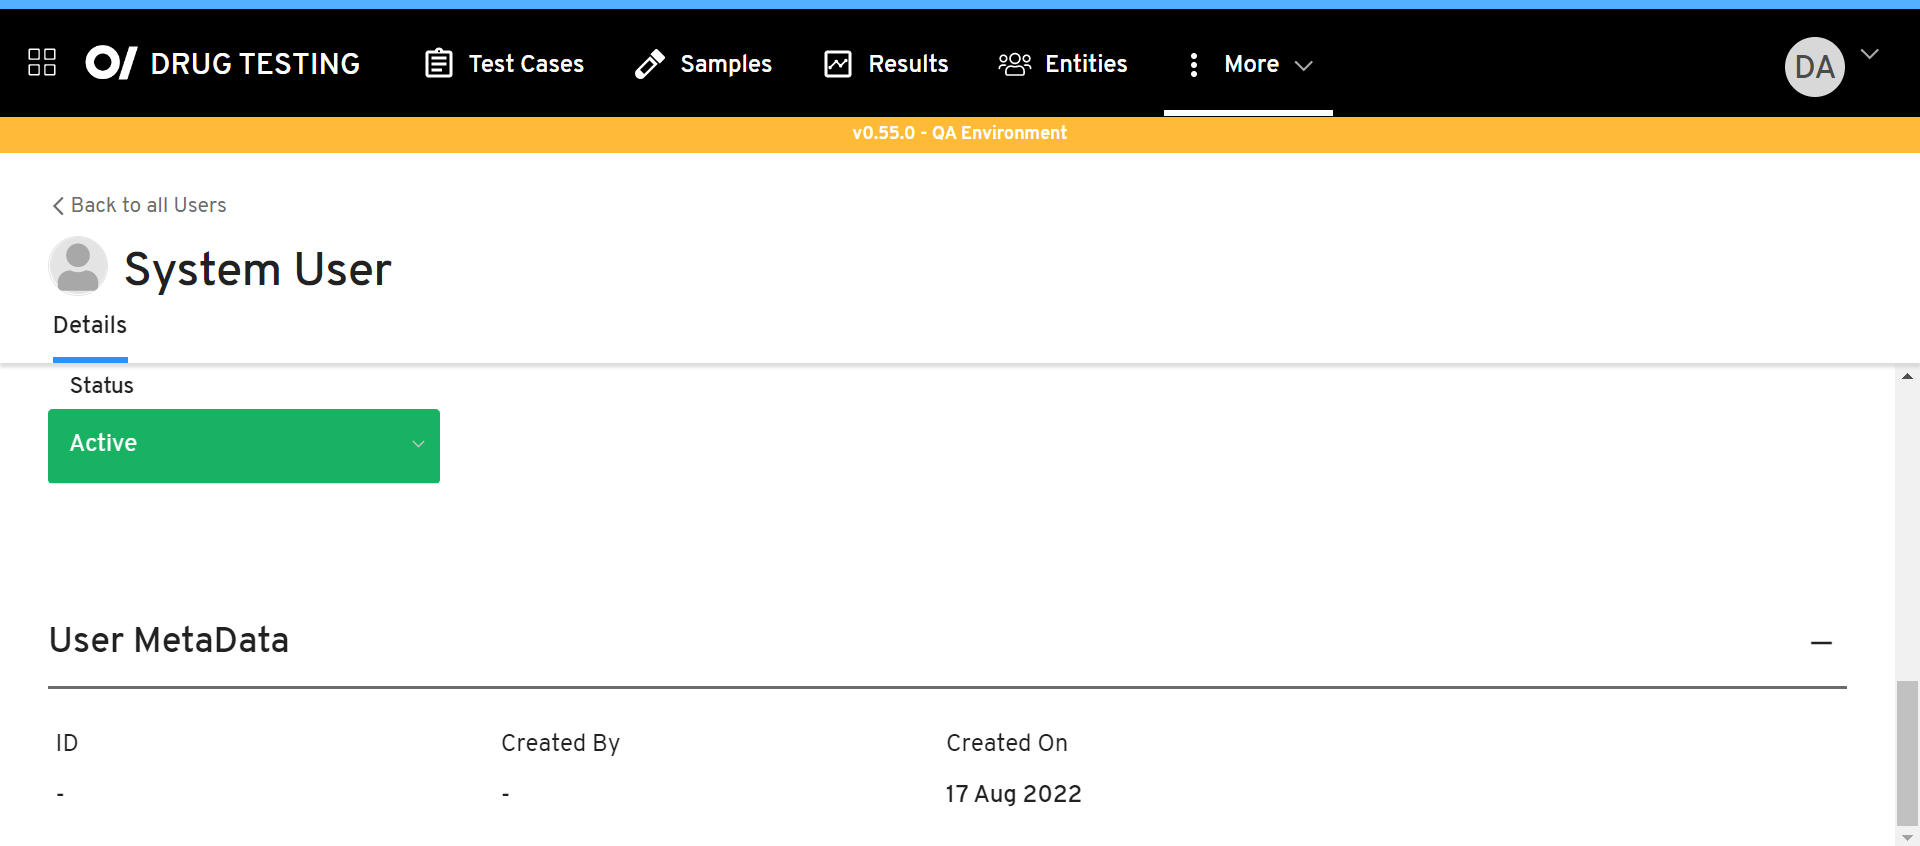 DRUG TESTING
Test Cases
Samples
Results
Entities
More
DA
v0.55.0 - QA Environment
Back to all Users
System User
Details
Status
Active
User MetaData
ID
Created By
Created On
-
-
17 Aug 2022